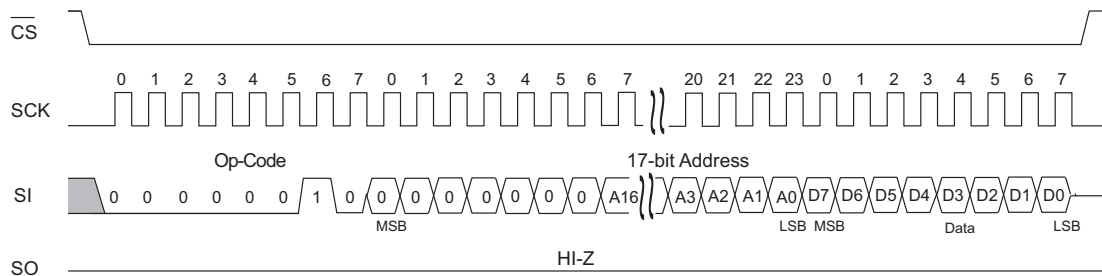 CS
0 1 2 3 4 5 6 7 0 1 2 3 4 5 6 7 20 21 22 23 0 1 2 3 4 5 6 7
SCK
Op-Code 17-bit Address
SI 0 0 0 0 0 0 1 0 0 0 0 0 0 0 0 A16 A3 A2 A1 A0 D7 D6 D5 D4 D3 D2 D1 D0
MSB LSB MSB Data LSB
HI-Z
SO